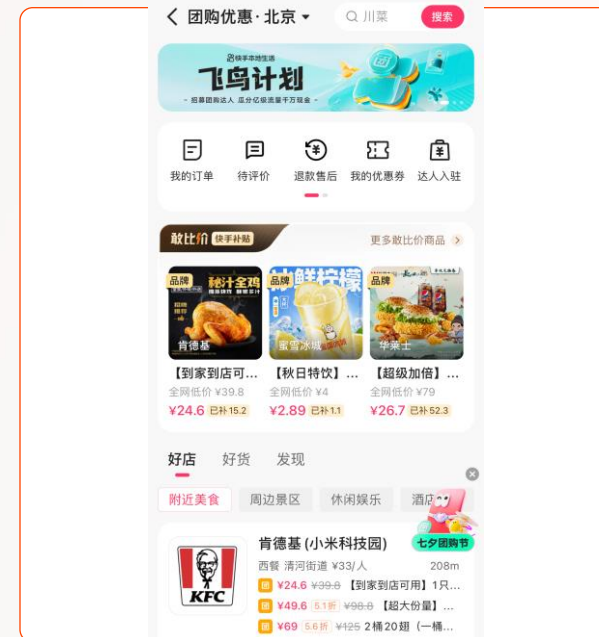 团购优惠·北京
川菜
搜索
快手本地生活
飞鸟计划
- 招募团购达人 瓜分亿级流量千万现金 -
我的订单
待评价
退款售后
我的优惠券
达人入驻
敢比价
快手补贴
更多敢比价商品
品牌
秘汁全鸡
肯德基
品牌
冰鲜柠檬
蜜雪冰城
品牌
华莱士
【到家到店可...
【秋日特饮】...
【超级加倍】...
全网低价 ¥39.8
全网低价 ¥4
全网低价 ¥79
¥24.6 已补15.2
¥2.89 已补1.1
¥26.7 已补52.3
好店
好货
发现
附近美食
周边景区
休闲娱乐
酒店
七夕团购节
KFC
肯德基(小米科技园)
西餐 清河街道 ¥33/人
208m
团 ¥24.6 ¥39.8 【到家到店可用】1只...
团 ¥49.6 5.1折 ¥98.8 【超大份量】...
团 ¥69 5.6折 ¥125 2桶20翅（一桶...